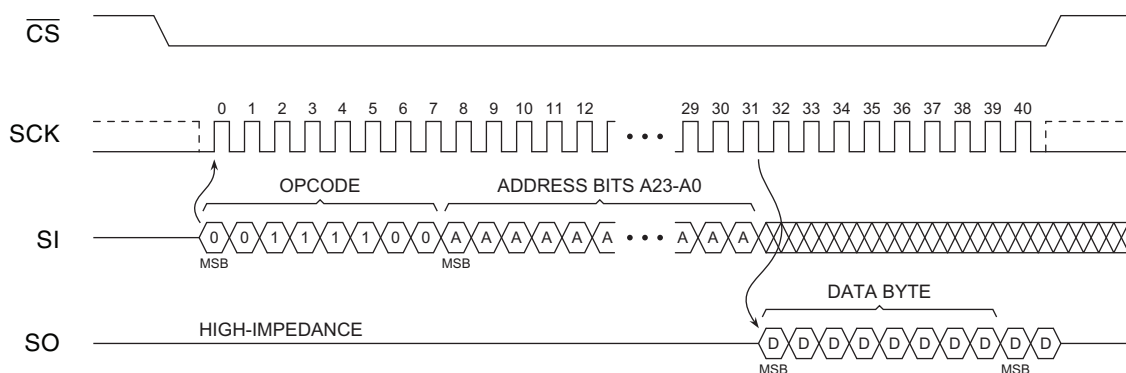 CS
0 1 2 3 4 5 6 7 8 9 10 11 12 29 30 31 32 33 34 35 36 37 38 39 40
SCK
OPCODE ADDRESS BITS A23-A0
SI 0 0 1 1 1 1 0 0 A A A A A A A A A
MSB MSB
DATA BYTE
HIGH-IMPEDANCE
SO D D D D D D D D D D
MSB MSB